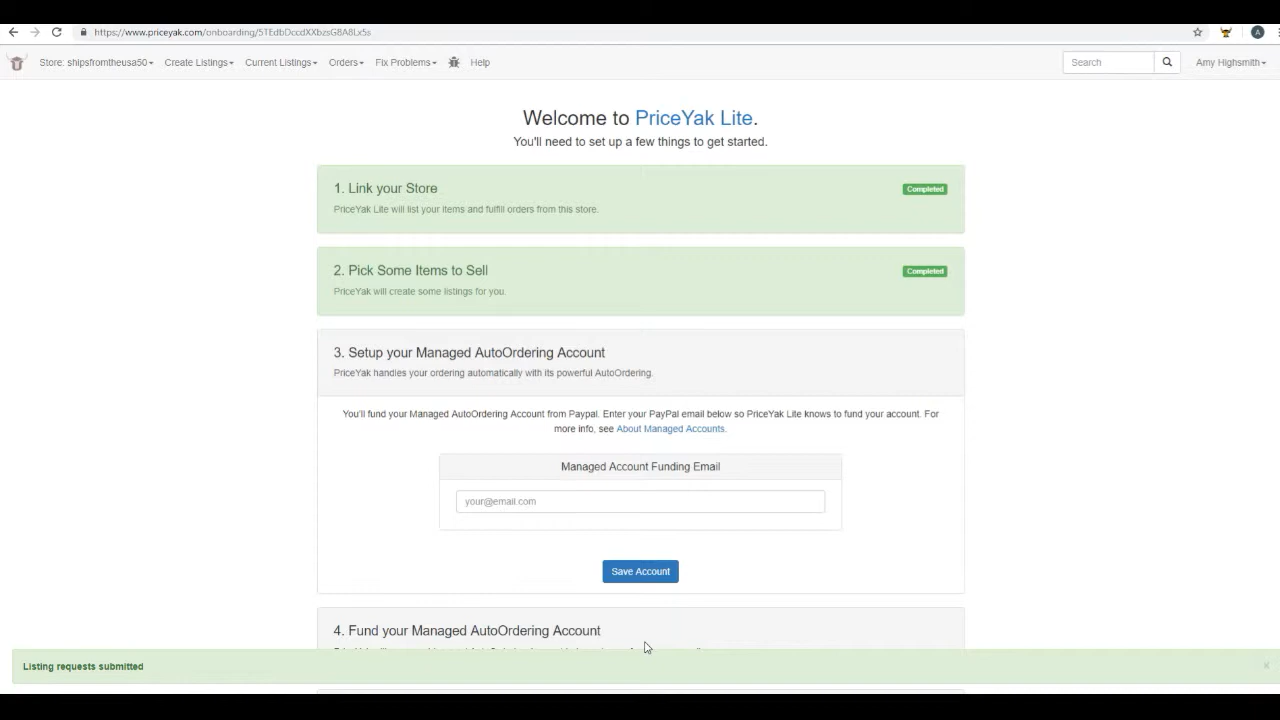 https://www.priceyak.com/onboarding/5TEdbDccdXXbzsG8A8Lx5s
A
Store: shipsfromtheusa50 Create Listings Current Listings Orders Fix Problems Help Search Amy Highsmith
Welcome to PriceYak Lite.
You'll need to set up a few things to get started.
1. Link your Store Completed
PriceYak Lite will list your items and fulfill orders from this store.
2. Pick Some Items to Sell Completed
PriceYak will create some listings for you.
3. Setup your Managed AutoOrdering Account
PriceYak handles your ordering automatically with its powerful AutoOrdering.
You'll fund your Managed AutoOrdering Account from Paypal. Enter your PayPal email below so PriceYak Lite knows to fund your account. For
more info, see About Managed Accounts.
Managed Account Funding Email
your@email.com
Save Account
4. Fund your Managed AutoOrdering Account
Listing requests submitted ×